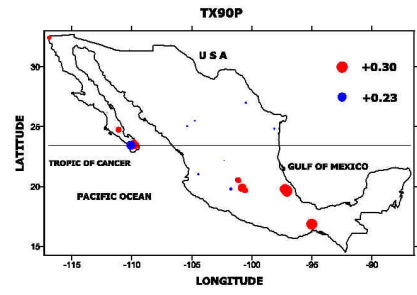 TX90P
U S A
+0.30
+0.23
30
25
20
15
LATITUDE
TROPIC OF CANCER
GULF OF MEXICO
PACIFIC OCEAN
-115 -110 -105 -100 -95 -90
LONGITUDE